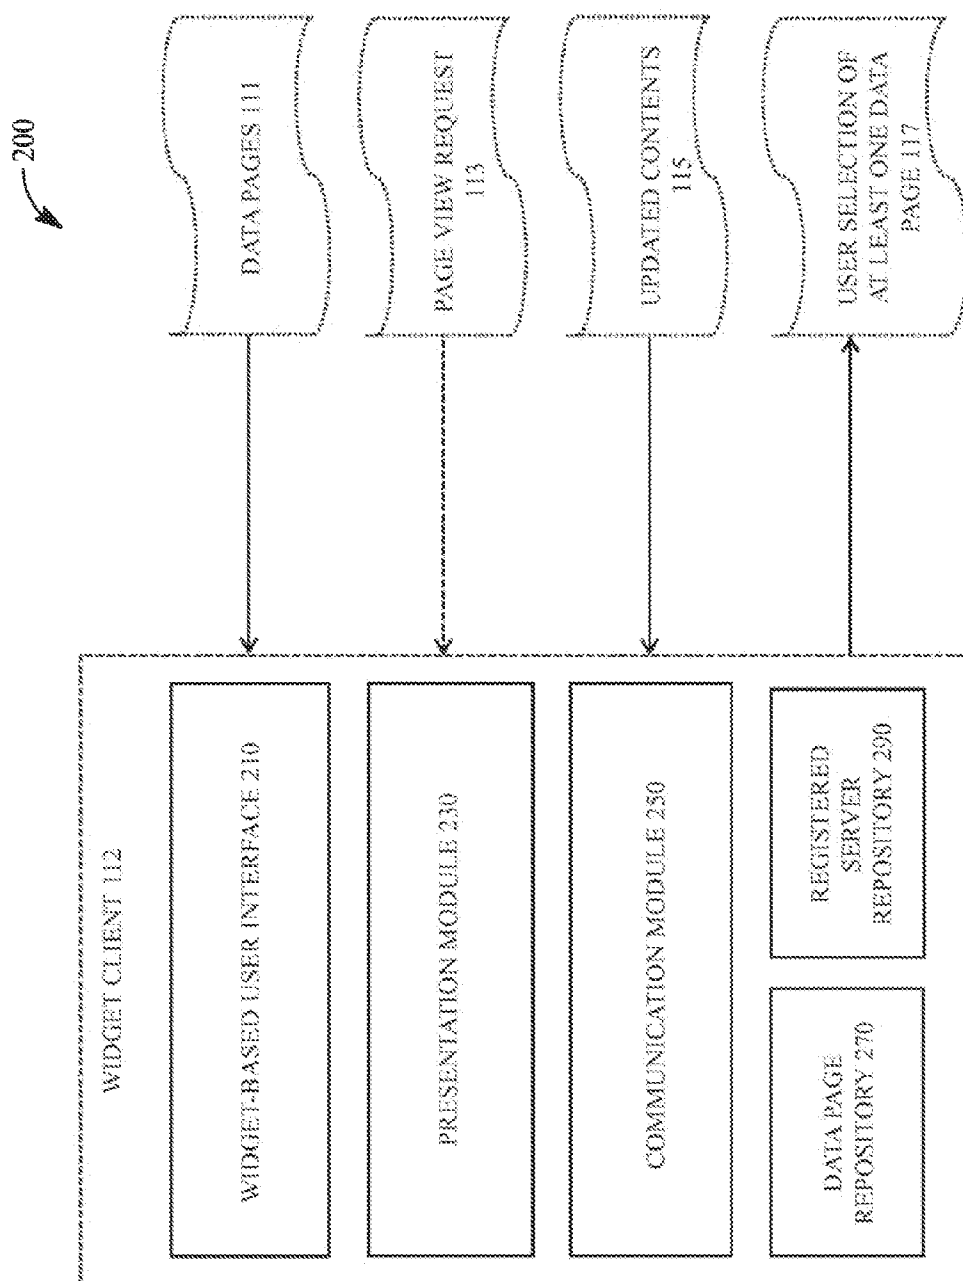 200
WIDGET CLIENT 112
WIDGET-BASED USER INTERFACE 210
PRESENTATION MODULE 230
COMMUNICATION MODULE 250
DATA PAGE
REPOSITORY 270
REGISTERED
SERVER
REPOSITORY 290
DATA PAGES 111
PAGE VIEW REQUEST
113
UPDATED CONTENTS
115
USER SELECTION OF
AT LEAST ONE DATA
PAGE 117